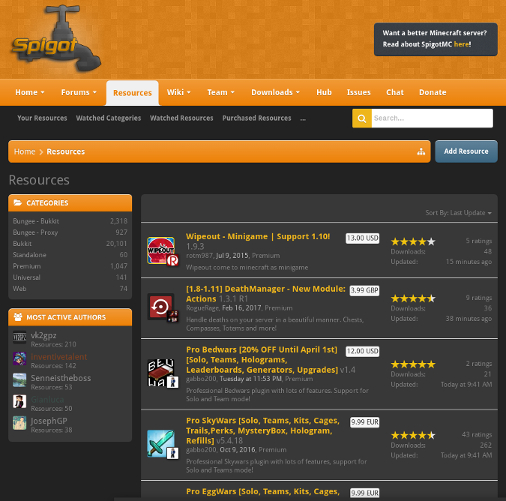 Spigot
Want a better Minecraft server?
Read about SpigotMC here!
Home Forums Resources Wiki Team Downloads Hub Issues Chat Donate
Your Resources Watched Categories Watched Resources Purchased Resources ... Search...
Home Resources Add Resource
Resources
CATEGORIES
Bungee - Bukkit 2,318
Bungee - Proxy 927
Bukkit 20,101
Standalone 60
Premium 1,047
Universal 141
Web 74
MOST ACTIVE AUTHORS
vk2gpz
Resources: 210
Inventivetalent
Resources: 142
Senneistheboss
Resources: 53
Resources: 50
JosephGP
Resources: 38
Sort By: Last Update
Wipeout - Minigame | Support 1.10! 13.00 USD
1.9.3
rotm987, Jul 9, 2015, Premium
Wipeout come to minecraft as minigame
5 ratings
Downloads: 48
Updated: 15 minutes ago
[1.8-1.11] DeathManager - New Module: 3.99 GBP
Actions 1.3.1 R1
RogueRage, Feb 16, 2017, Premium
Handle deaths on your server in a beautiful manner. Chests,
Compasses, Totems and more!
9 ratings
Downloads: 36
Updated: 38 minutes ago
Pro Bedwars [20% OFF Until April 1st] 12.00 USD
[Solo, Teams, Holograms,
Leaderboards, Generators, Upgrades] v1.4
gabbo200, Tuesday at 11:53 PM, Premium
Professional Bedwars plugin with lots of features. Support for
Solo and Team mode!
2 ratings
Downloads: 21
Updated: Today at 9:41 AM
Pro SkyWars [Solo, Teams, Kits, Cages, 9.99 EUR
Trails,Perks, MysteryBox, Hologram,
Refills] v5.4.18
gabbo200, Oct 9, 2016, Premium
Professional Skywars plugin with lots of features, support for
Solo and Team modes!
43 ratings
Downloads: 262
Updated: Today at 9:41 AM
Pro EggWars [Solo, Teams, Kits, Cages, 9.99 EUR